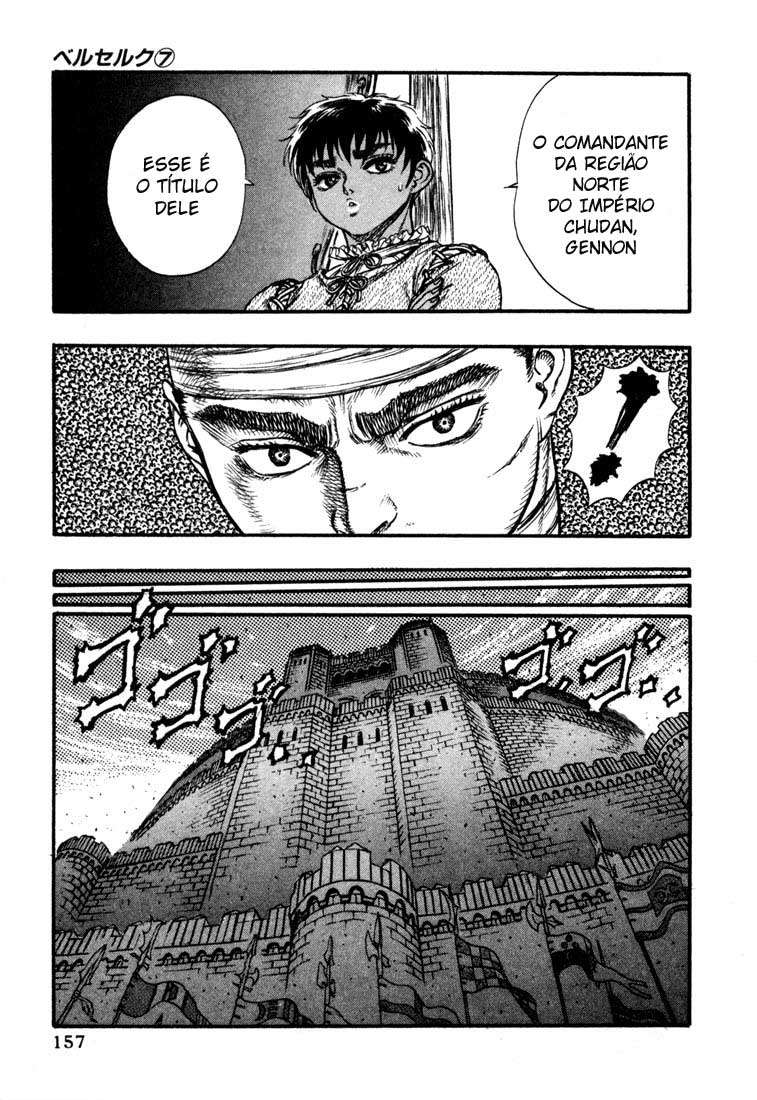 ベルセルク⑦
O COMANDANTE
DA REGIÃO
NORTE
DO IMPÉRIO
CHUDAN,
GENNON
ESSE É
O TÍTULO
DELE
!
ゴゴゴゴゴ
157